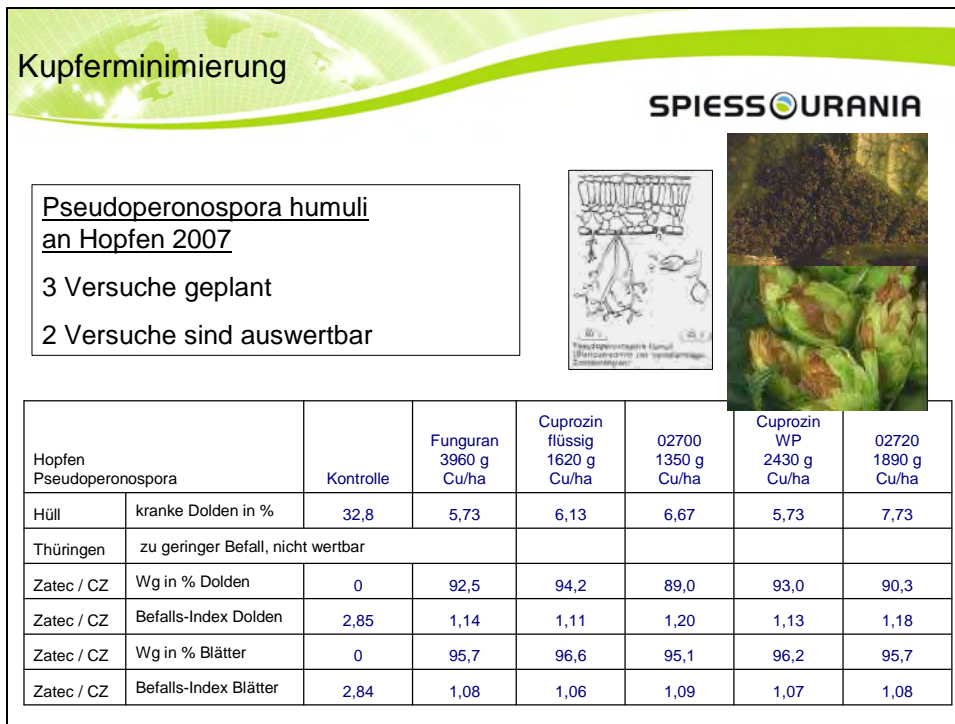 Kupferminimierung
SPIESS URANIA
Pseudoperonospora humuli
an Hopfen 2007
3 Versuche geplant
2 Versuche sind auswertbar
Pseudoperonospora humuli
Hopfen
Pseudoperonospora
Kontrolle
Funguran
3960 g
Cu/ha
Cuprozin
flüssig
1620 g
Cu/ha
02700
1350 g
Cu/ha
Cuprozin
WP
2430 g
Cu/ha
02720
1890 g
Cu/ha
Hüll kranke Dolden in % 32,8 5,73 6,13 6,67 5,73 7,73
Thüringen zu geringer Befall, nicht wertbar
Zatec / CZ Wg in % Dolden 0 92,5 94,2 89,0 93,0 90,3
Zatec / CZ Befalls-Index Dolden 2,85 1,14 1,11 1,20 1,13 1,18
Zatec / CZ Wg in % Blätter 0 95,7 96,6 95,1 96,2 95,7
Zatec / CZ Befalls-Index Blätter 2,84 1,08 1,06 1,09 1,07 1,08